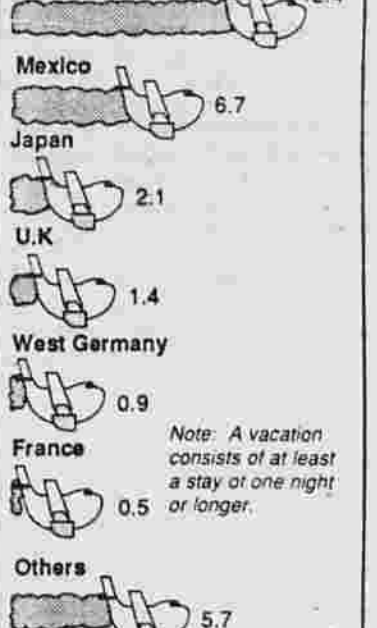 Mexico
6.7
Japan
2.1
U.K
1.4
West Germany
0.9
France
0.5
Note: A vacation
consists of at least
a stay of one night
or longer.
Others
5.7